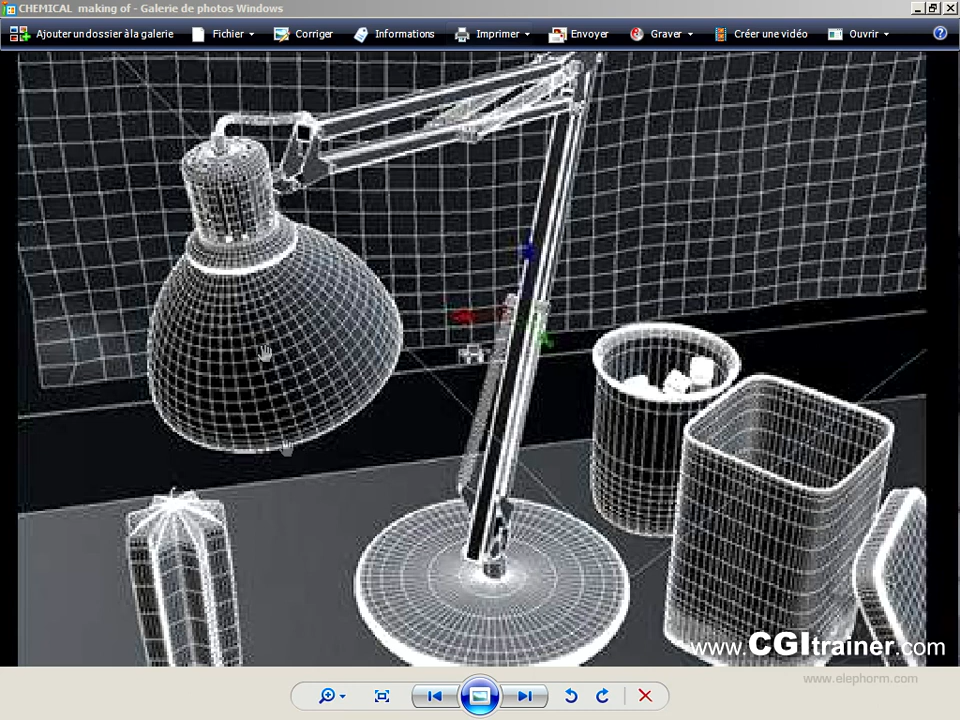 CHEMICAL making of - Galerie de photos Windows
Ajouter un dossier à la galerie Fichier Corriger Informations Imprimer Envoyer Graver Créer une vidéo Ouvrir
www.CGItrainer.com
www.elephorm.com